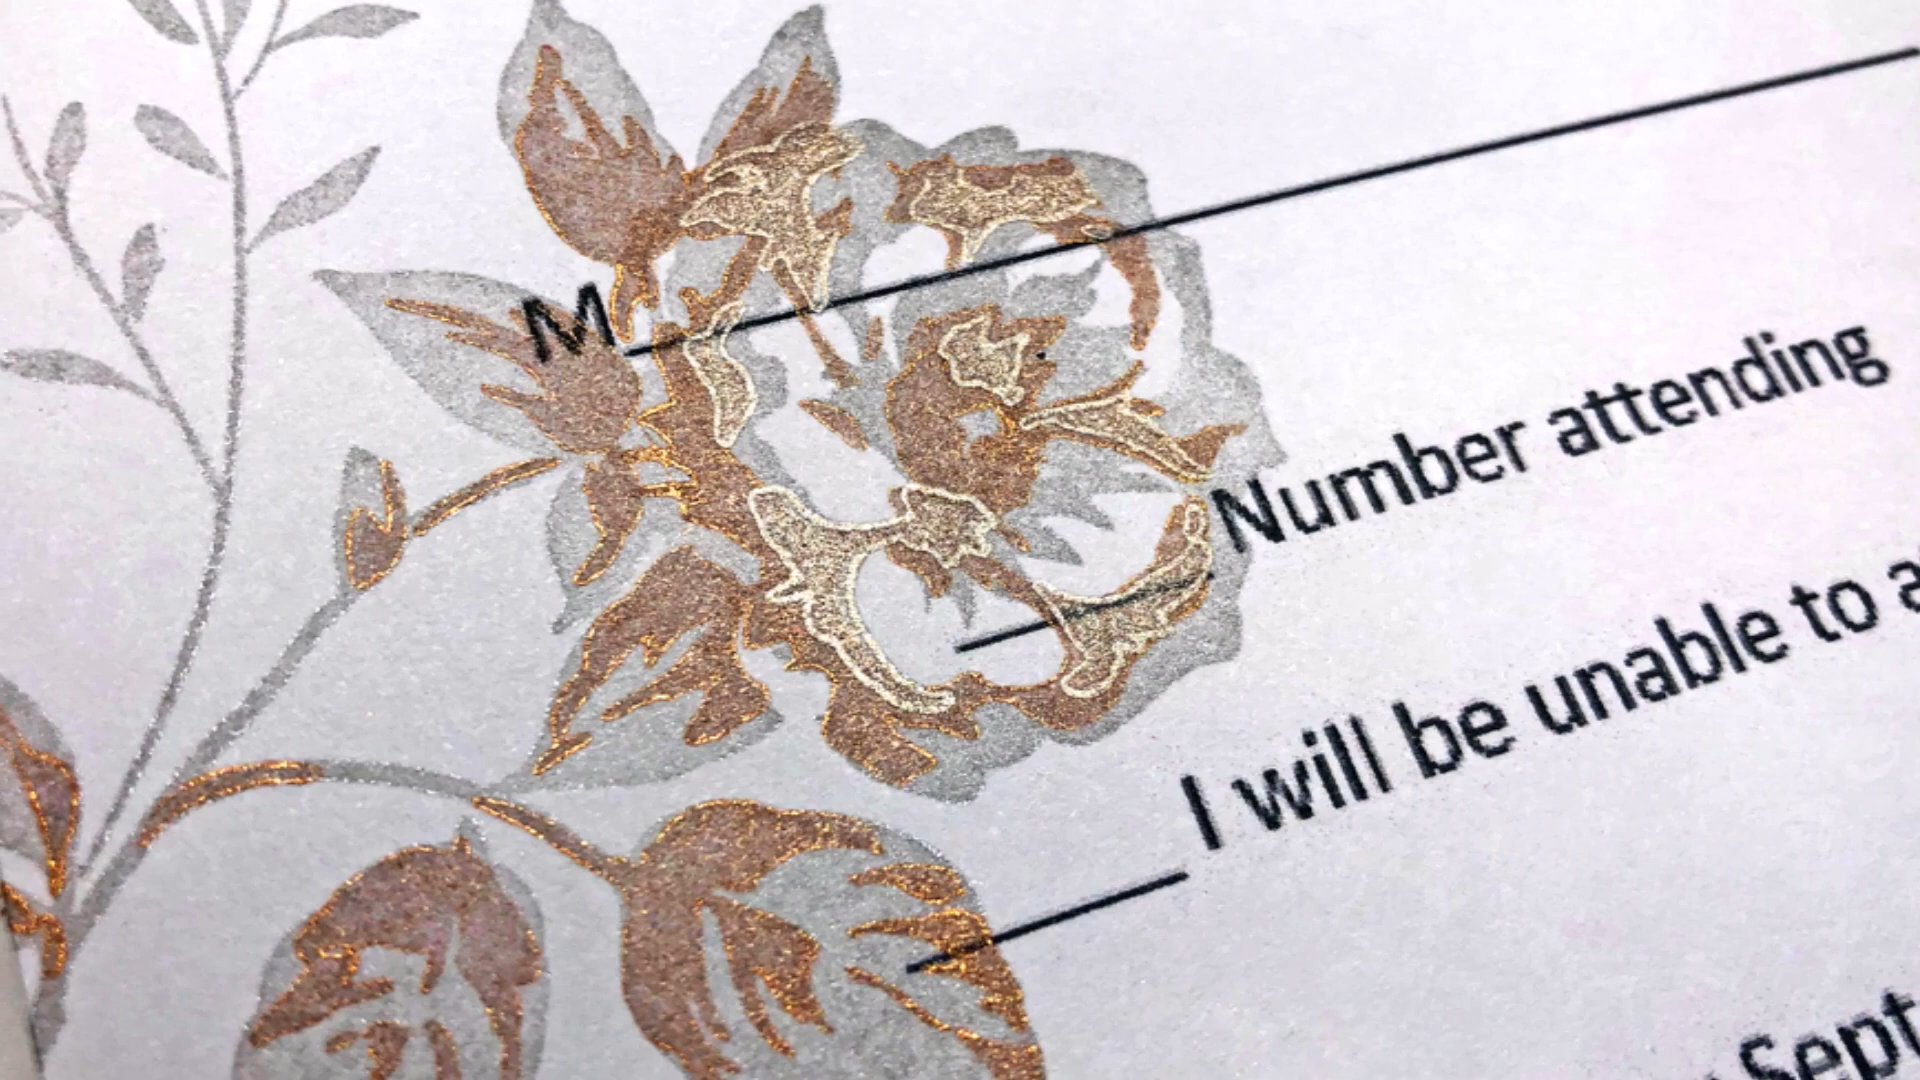 M
Number attending
I will be unable to
Sept